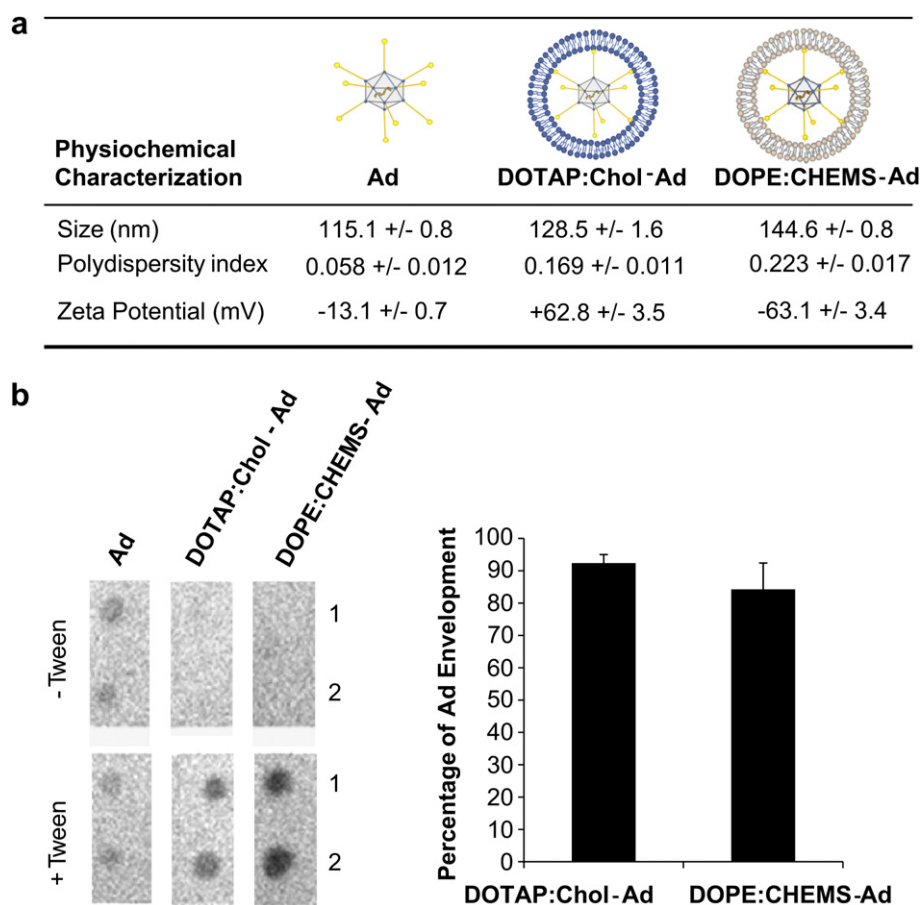 a
Physiochemical
Characterization Ad DOTAP:Chol-Ad DOPE:CHEMS-Ad
Size (nm) 115.1 +/- 0.8 128.5 +/- 1.6 144.6 +/- 0.8
Polydispersity index 0.058 +/- 0.012 0.169 +/- 0.011 0.223 +/- 0.017
Zeta Potential (mV) -13.1 +/- 0.7 +62.8 +/- 3.5 -63.1 +/- 3.4
b
Ad
DOTAP:Chol-Ad
DOPE:CHEMS-Ad
- Tween
1
2
+ Tween
1
2
Percentage of Ad Envelopment
100
90
80
70
60
50
40
30
20
10
0
DOTAP:Chol-Ad DOPE:CHEMS-Ad